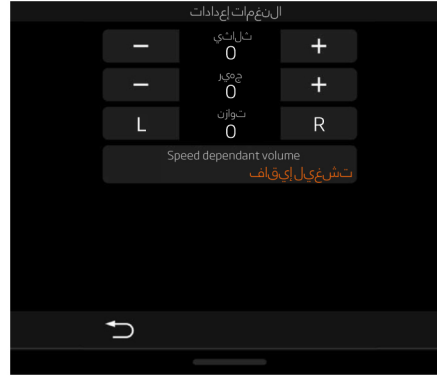 النغمات إعدادات
− ثلاثي +
0
− جهير +
0
L توازن R
0
Speed dependant volume
تشغيل إيقاف